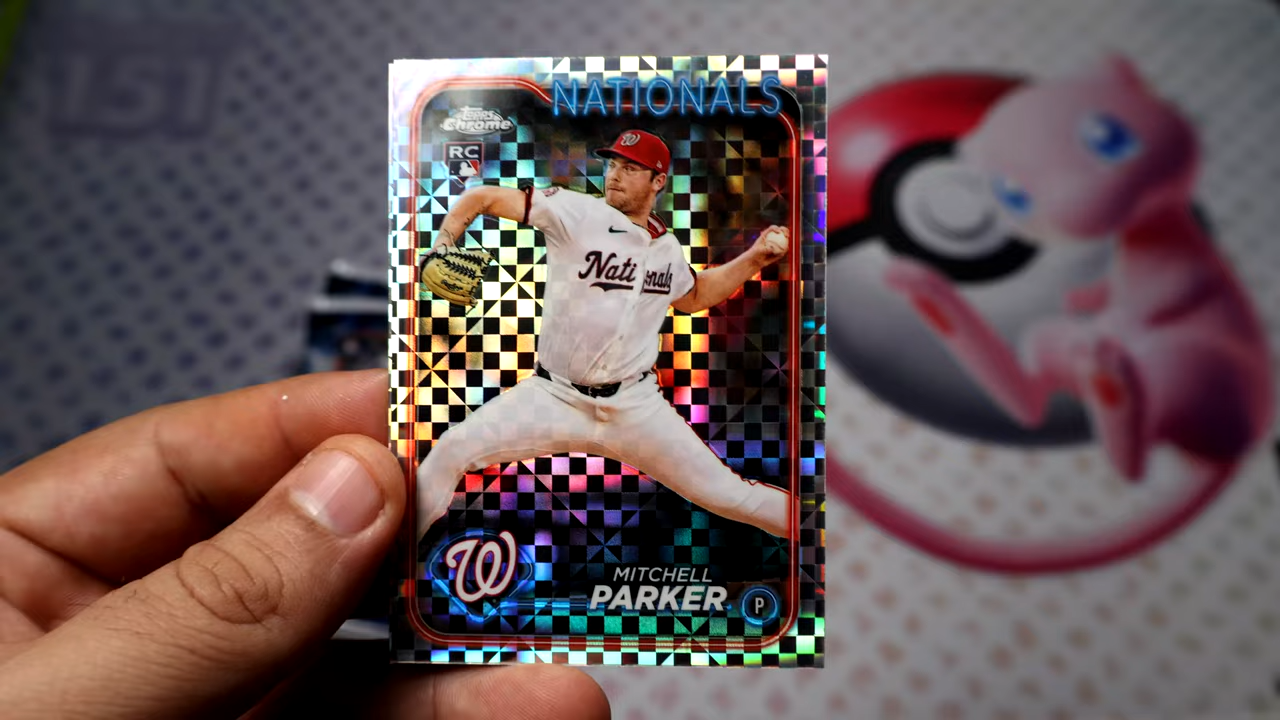 NATIONALS
Topps
Chrome
RC
W
Nationals
W
MITCHELL
PARKER
P